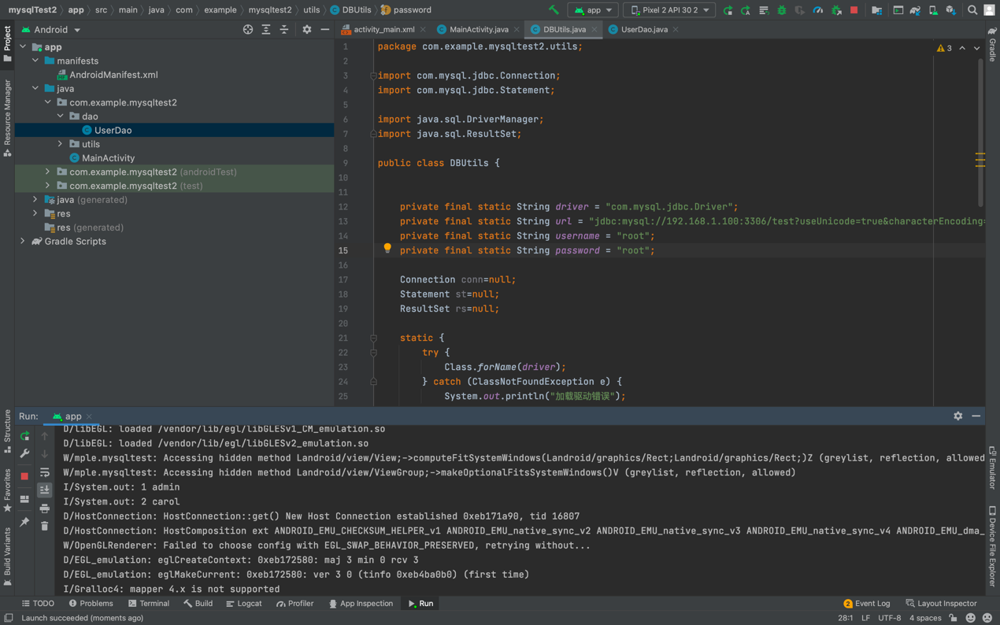 mysqlTest2 app src main java com example mysqltest2 utils DBUtils password
app Pixel 2 API 30 2
Project
Resource Manager
Structure
Favorites
Build Variants
Android
app
manifests
AndroidManifest.xml
java
com.example.mysqltest2
dao
UserDao
utils
MainActivity
com.example.mysqltest2 (androidTest)
com.example.mysqltest2 (test)
java (generated)
res
res (generated)
Gradle Scripts
activity_main.xml MainActivity.java DBUtils.java UserDao.java
3
1 package com.example.mysqltest2.utils;
2
3 import com.mysql.jdbc.Connection;
4 import com.mysql.jdbc.Statement;
5
6 import java.sql.DriverManager;
7 import java.sql.ResultSet;
8
9 public class DBUtils {
10
11
12 private final static String driver = "com.mysql.jdbc.Driver";
13 private final static String url = "jdbc:mysql://192.168.1.100:3306/test?useUnicode=true&characterEncoding=
14 private final static String username = "root";
15 private final static String password = "root";
16
17 Connection conn=null;
18 Statement st=null;
19 ResultSet rs=null;
20
21 static {
22 try {
23 Class.forName(driver);
24 } catch (ClassNotFoundException e) {
25 System.out.println("加载驱动错误");
Gradle
Emulator
Device File Explorer
Run: app
D/libEGL: loaded /vendor/lib/egl/libGLESv1_CM_emulation.so
D/libEGL: loaded /vendor/lib/egl/libGLESv2_emulation.so
W/mple.mysqltest: Accessing hidden method Landroid/view/View;->computeFitSystemWindows(Landroid/graphics/Rect;Landroid/graphics/Rect;)Z (greylist, reflection, allowed
W/mple.mysqltest: Accessing hidden method Landroid/view/ViewGroup;->makeOptionalFitsSystemWindows()V (greylist, reflection, allowed)
I/System.out: 1 admin
I/System.out: 2 carol
D/HostConnection: HostConnection::get() New Host Connection established 0xeb171a90, tid 16807
D/HostConnection: HostComposition ext ANDROID_EMU_CHECKSUM_HELPER_v1 ANDROID_EMU_native_sync_v2 ANDROID_EMU_native_sync_v3 ANDROID_EMU_native_sync_v4 ANDROID_EMU_dma_
W/OpenGLRenderer: Failed to choose config with EGL_SWAP_BEHAVIOR_PRESERVED, retrying without...
D/EGL_emulation: eglCreateContext: 0xeb172580: maj 3 min 0 rcv 3
D/EGL_emulation: eglMakeCurrent: 0xeb172580: ver 3 0 (tinfo 0xeb4ba0b0) (first time)
I/Gralloc4: mapper 4.x is not supported
TODO Problems Terminal Build Logcat Profiler App Inspection Run 2 Event Log Layout Inspector
Launch succeeded (moments ago) 28:1 LF UTF-8 4 spaces